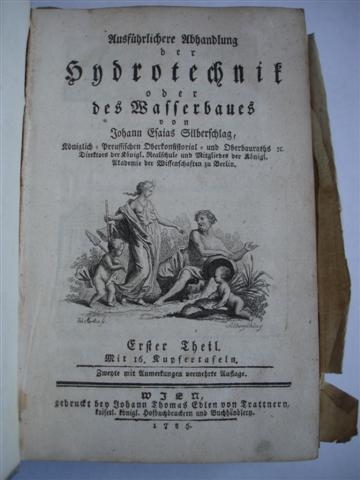 Ausführlichere Abhandlung
der
Hydrotechnik
oder
des Wasserbaues
von
Johann Esaias Silberschlag,
Königlich-Preussischen Oberkonsistorial- und Oberbauraths ꝛc.
Direktors der Königl. Realschule und Mitgliedes der Königl.
Akademie der Wissenschaften zu Berlin.
Erster Theil.
Mit 16. Kupfertafeln.
Zweyte mit Anmerkungen vermehrte Auflage.
WIEN,
gedruckt bey Johann Thomas Edlen von Trattnern,
kaiserl. königl. Hofbuchdruckern und Buchhändlern.